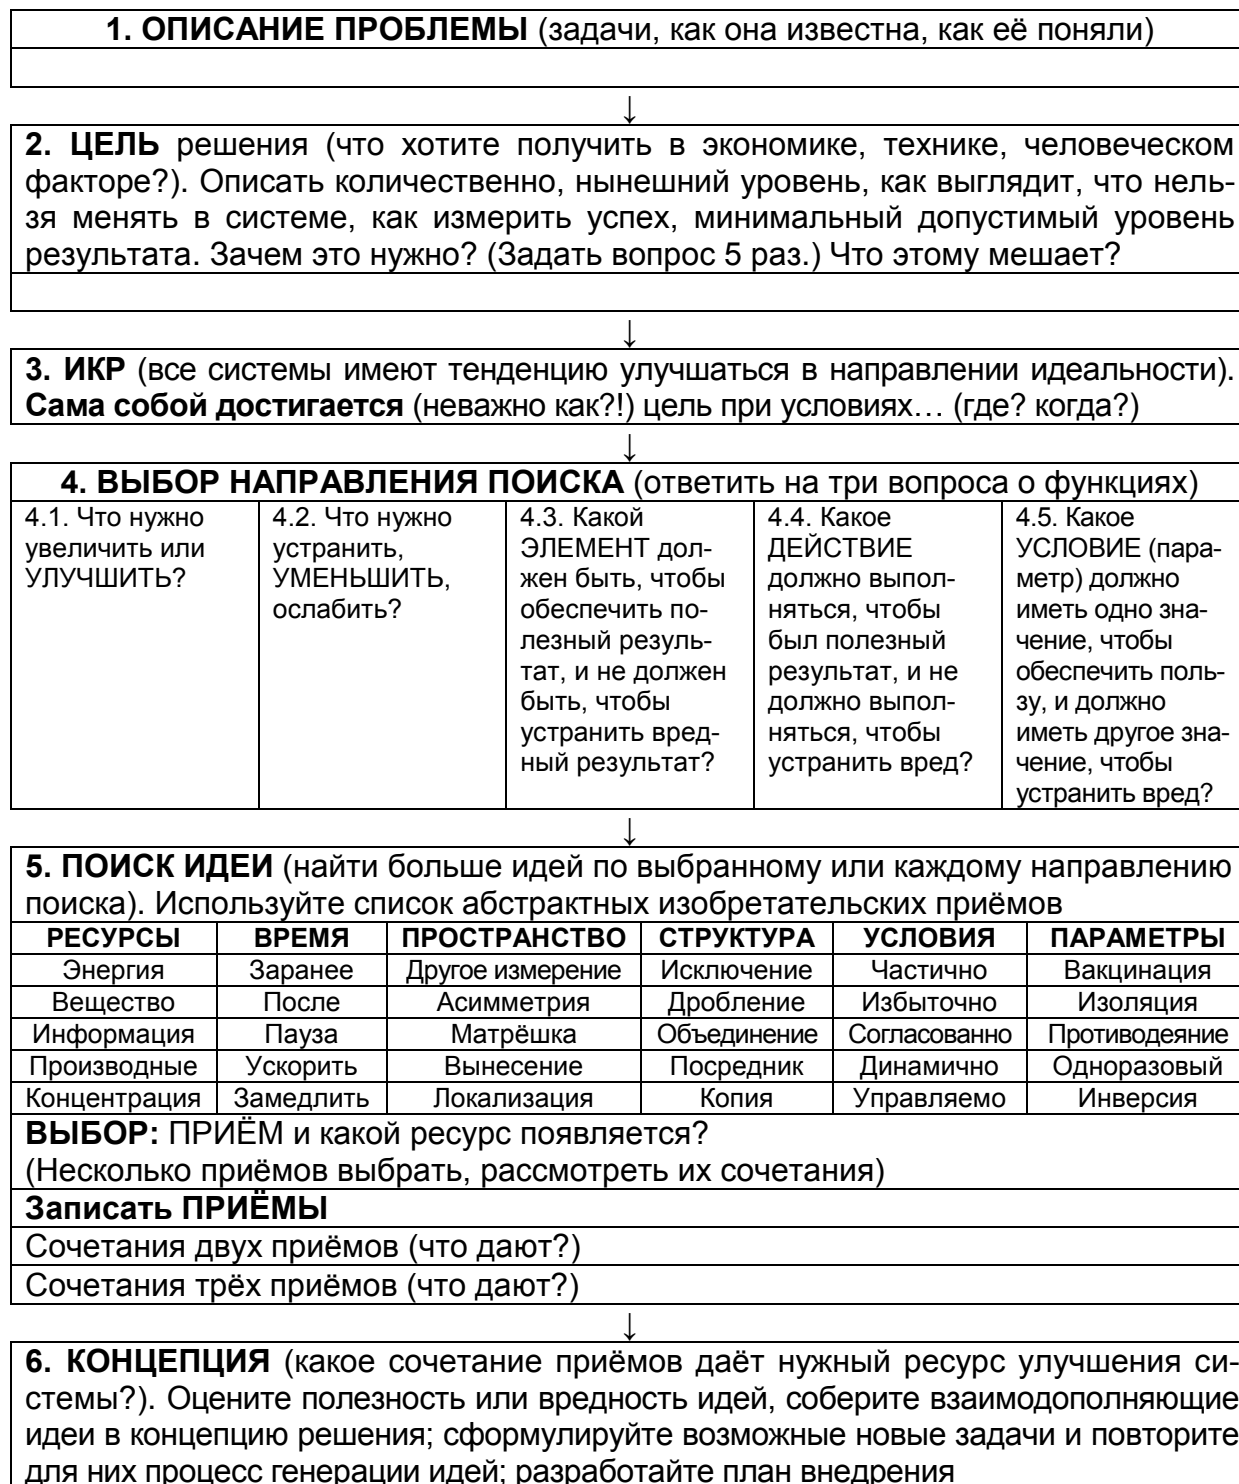 1. ОПИСАНИЕ ПРОБЛЕМЫ (задачи, как она известна, как её поняли)
↓
2. ЦЕЛЬ решения (что хотите получить в экономике, технике, человеческом
факторе?). Описать количественно, нынешний уровень, как выглядит, что нель-
зя менять в системе, как измерить успех, минимальный допустимый уровень
результата. Зачем это нужно? (Задать вопрос 5 раз.) Что этому мешает?
↓
3. ИКР (все системы имеют тенденцию улучшаться в направлении идеальности).
Сама собой достигается (неважно как?!) цель при условиях… (где? когда?)
↓
4. ВЫБОР НАПРАВЛЕНИЯ ПОИСКА (ответить на три вопроса о функциях)
4.1. Что нужно
увеличить или
УЛУЧШИТЬ?
4.2. Что нужно
устранить,
УМЕНЬШИТЬ,
ослабить?
4.3. Какой
ЭЛЕМЕНТ дол-
жен быть, чтобы
обеспечить по-
лезный резуль-
тат, и не должен
быть, чтобы
устранить вред-
ный результат?
4.4. Какое
ДЕЙСТВИЕ
должно выпол-
няться, чтобы
был полезный
результат, и не
должно выпол-
няться, чтобы
устранить вред?
4.5. Какое
УСЛОВИЕ (пара-
метр) должно
иметь одно зна-
чение, чтобы
обеспечить поль-
зу, и должно
иметь другое зна-
чение, чтобы
устранить вред?
↓
5. ПОИСК ИДЕИ (найти больше идей по выбранному или каждому направлению
поиска). Используйте список абстрактных изобретательских приёмов
РЕСУРСЫ ВРЕМЯ ПРОСТРАНСТВО СТРУКТУРА УСЛОВИЯ ПАРАМЕТРЫ
Энергия Заранее Другое измерение Исключение Частично Вакцинация
Вещество После Асимметрия Дробление Избыточно Изоляция
Информация Пауза Матрёшка Объединение Согласованно Противодеяние
Производные Ускорить Вынесение Посредник Динамично Одноразовый
Концентрация Замедлить Локализация Копия Управляемо Инверсия
ВЫБОР: ПРИЁМ и какой ресурс появляется?
(Несколько приёмов выбрать, рассмотреть их сочетания)
Записать ПРИЁМЫ
Сочетания двух приёмов (что дают?)
Сочетания трёх приёмов (что дают?)
↓
6. КОНЦЕПЦИЯ (какое сочетание приёмов даёт нужный ресурс улучшения си-
стемы?). Оцените полезность или вредность идей, соберите взаимодополняющие
идеи в концепцию решения; сформулируйте возможные новые задачи и повторите
для них процесс генерации идей; разработайте план внедрения